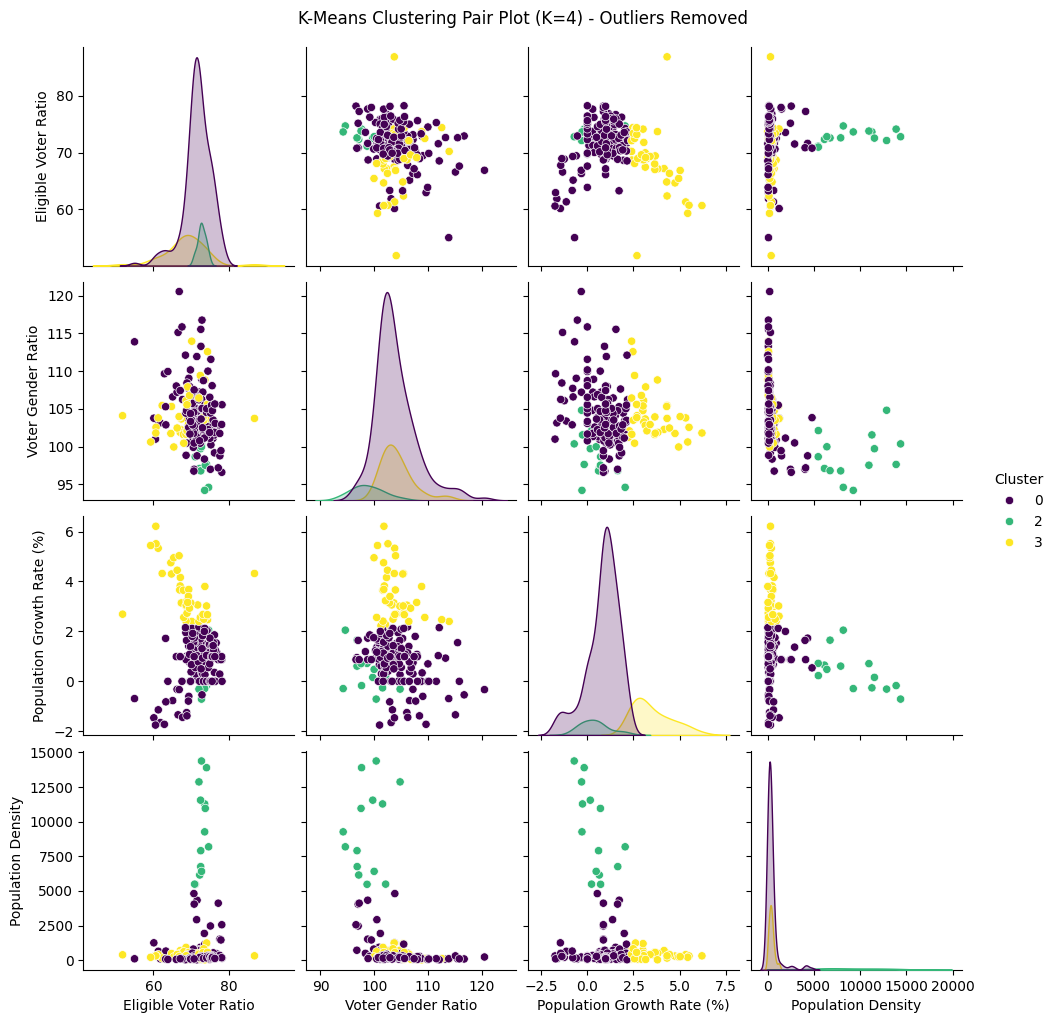 K-Means Clustering Pair Plot (K=4) - Outliers Removed
Eligible Voter Ratio
80
70
60
Voter Gender Ratio
120
115
110
105
100
95
Cluster
0
2
3
Population Growth Rate (%)
6
4
2
0
−2
Population Density
15000
12500
10000
7500
5000
2500
0
60 80
90 100 110 120
−2.5 0.0 2.5 5.0 7.5
0 5000 10000 15000 20000
Eligible Voter Ratio
Voter Gender Ratio
Population Growth Rate (%)
Population Density